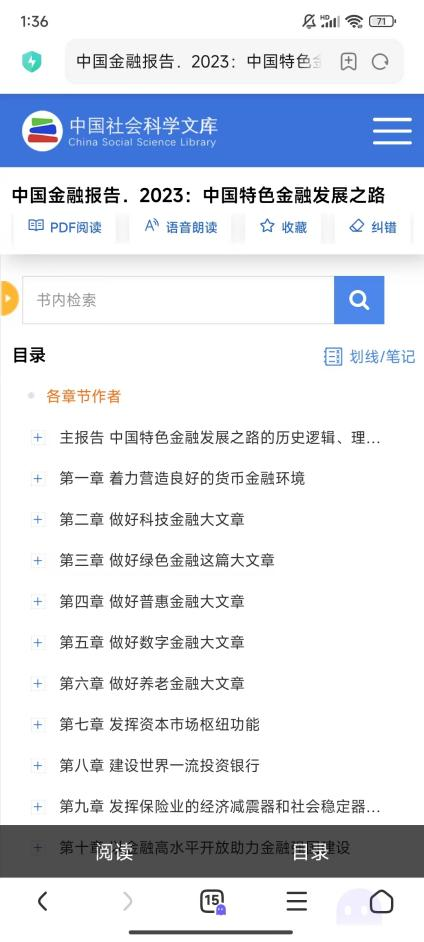 1:36
HD
71
中国金融报告．2023：中国特色金
中国社会科学文库
China Social Science Library
中国金融报告．2023：中国特色金融发展之路
PDF阅读
语音朗读
收藏
纠错
书内检索
目录
划线/笔记
各章节作者
+ 主报告 中国特色金融发展之路的历史逻辑、理...
+ 第一章 着力营造良好的货币金融环境
+ 第二章 做好科技金融大文章
+ 第三章 做好绿色金融这篇大文章
+ 第四章 做好普惠金融大文章
+ 第五章 做好数字金融大文章
+ 第六章 做好养老金融大文章
+ 第七章 发挥资本市场枢纽功能
+ 第八章 建设世界一流投资银行
+ 第九章 发挥保险业的经济减震器和社会稳定器...
+ 第十 金融高水平开放助力金融 建设
阅读
目录
15